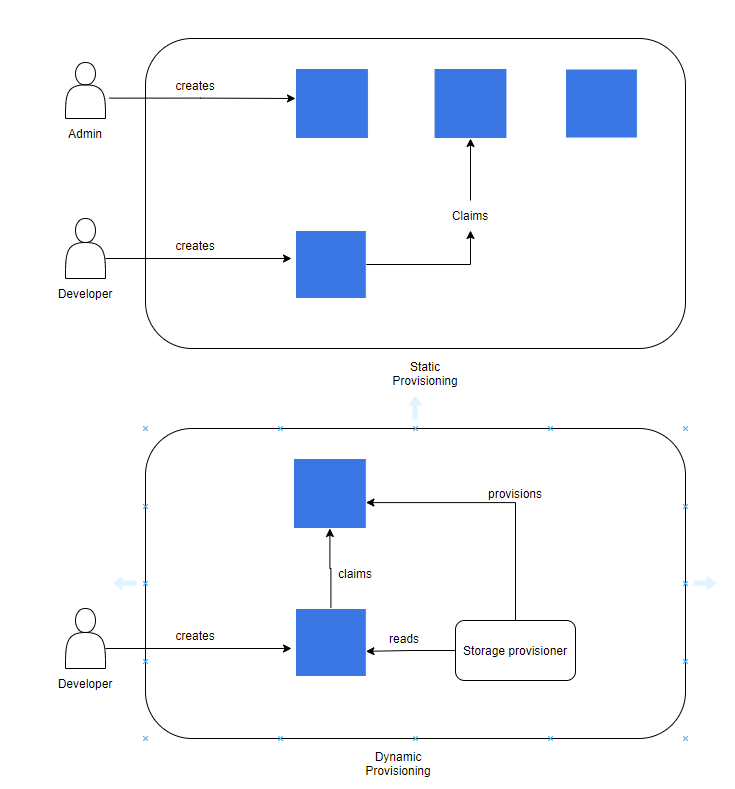 creates
Admin
Claims
creates
Developer
Static
Provisioning
provisions
claims
creates
reads
Storage provisioner
Developer
Dynamic
Provisioning